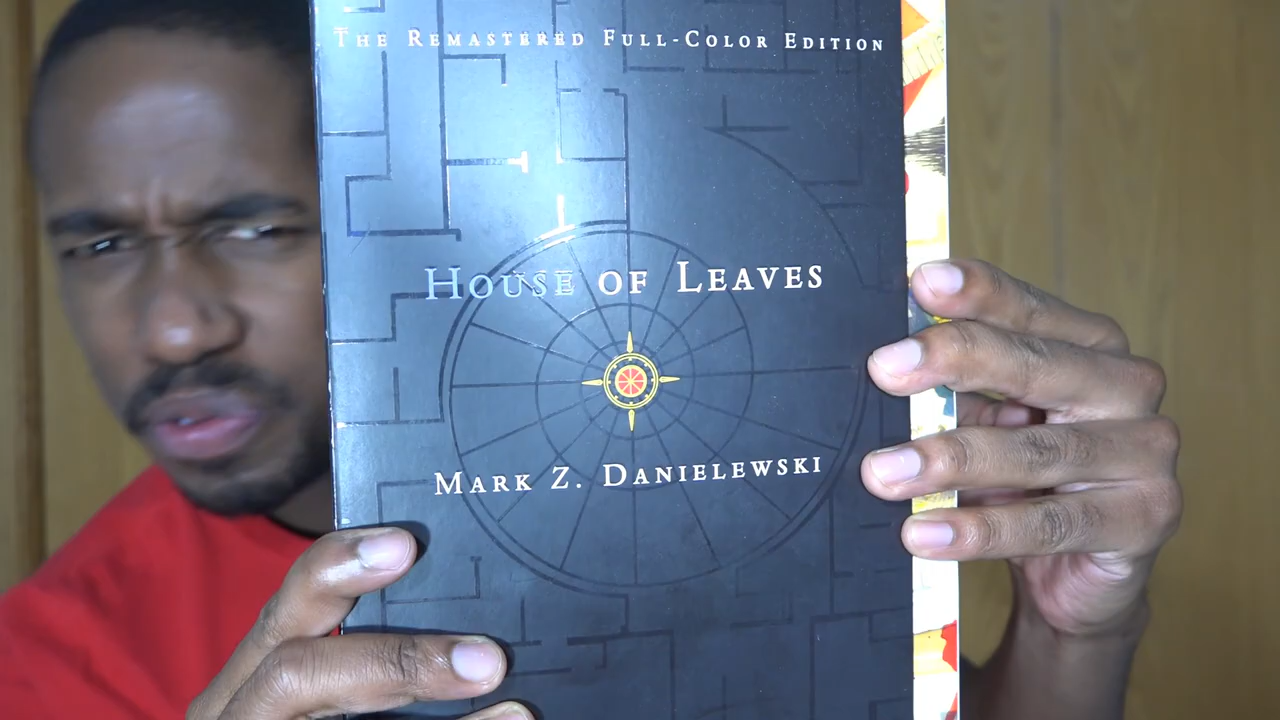 The Remastered Full-Color Edition
House of Leaves
Mark Z. Danielewski